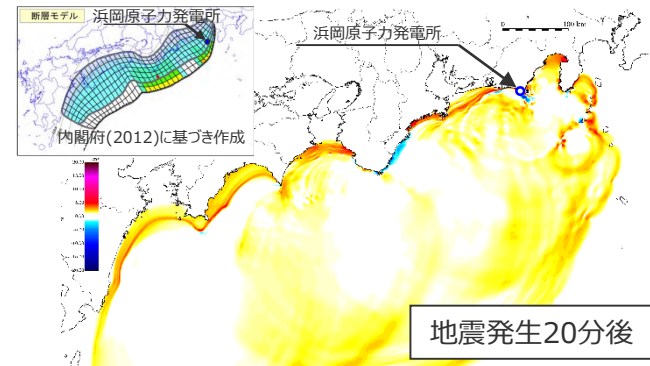 断層モデル
浜岡原子力発電所
内閣府(2012)に基づき作成
浜岡原子力発電所
100 km
地震発生20分後